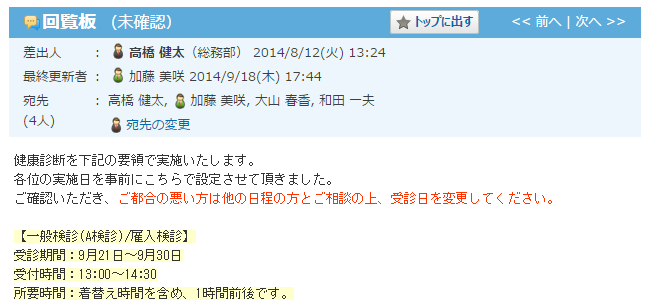 回覧板 (未確認)
トップに出す
<< 前へ | 次へ >>
差出人 : 高橋 健太 (総務部) 2014/8/12(火) 13:24
最終更新者 : 加藤 美咲 2014/9/18(木) 17:44
宛先 : 高橋 健太, 加藤 美咲, 大山 春香, 和田 一夫
(4人) 宛先の変更
健康診断を下記の要領で実施いたします。
各位の実施日を事前にこちらで設定させて頂きました。
ご確認いただき、ご都合の悪い方は他の日程の方とご相談の上、受診日を変更してください。
【一般検診(A検診)/雇入検診】
受診期間：9月21日～9月30日
受付時間：13:00～14:30
所要時間：着替え時間を含め、1時間前後です。